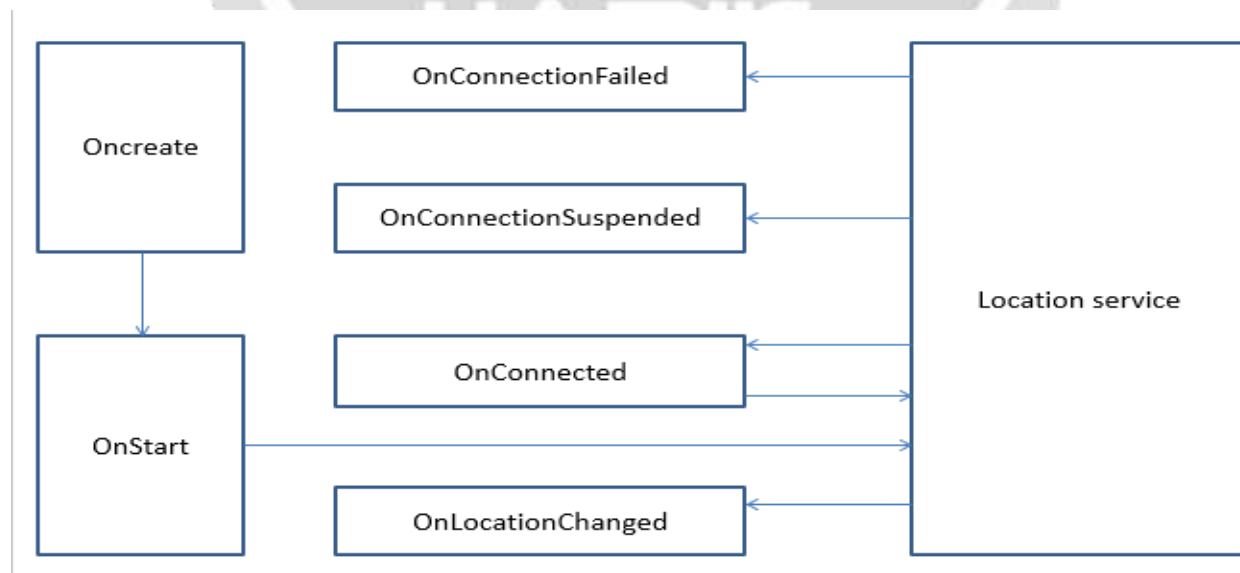 OnConnectionFailed
Oncreate
OnConnectionSuspended
Location service
OnConnected
OnStart
OnLocationChanged